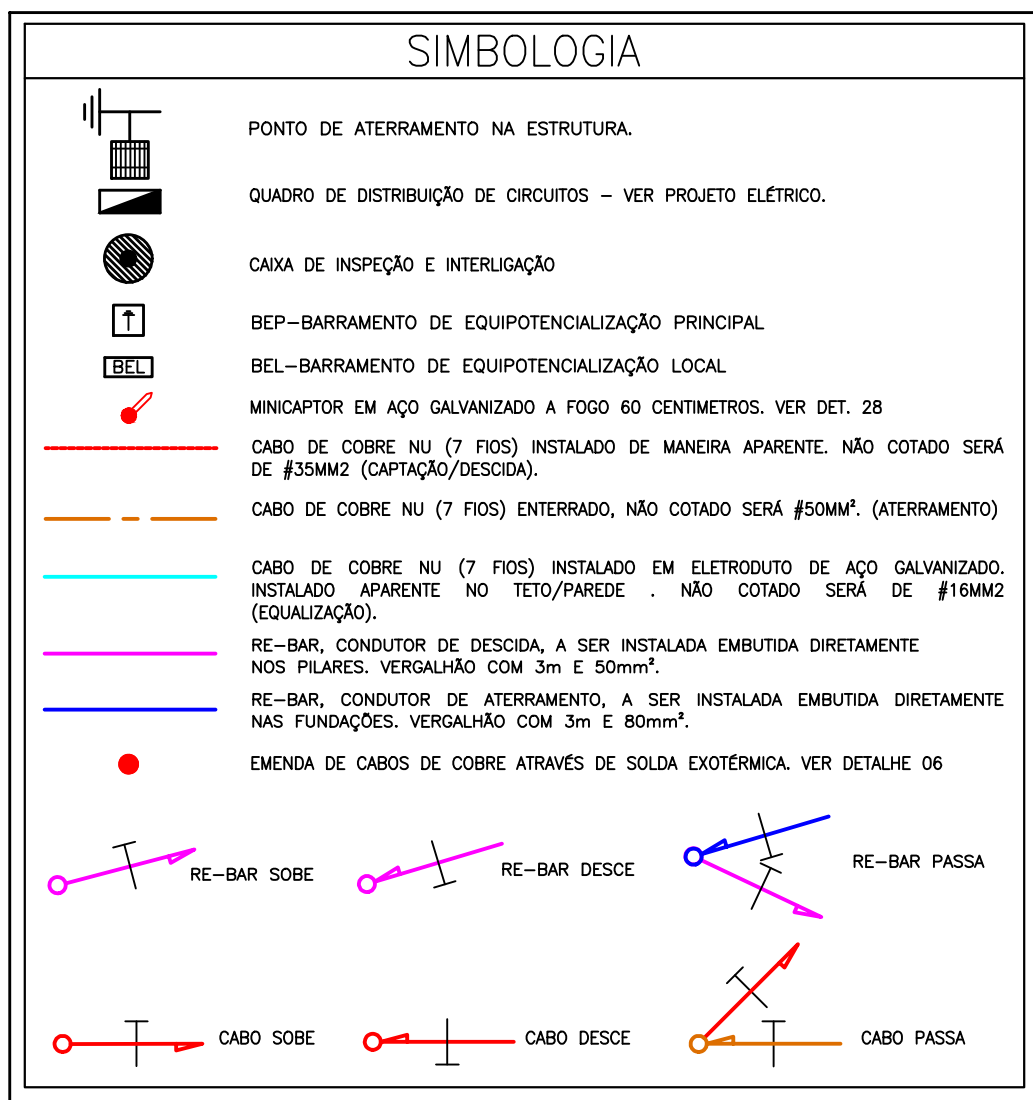 SIMBOLOGIA
PONTO DE ATERRAMENTO NA ESTRUTURA.
QUADRO DE DISTRIBUIÇÃO DE CIRCUITOS – VER PROJETO ELÉTRICO.
CAIXA DE INSPEÇÃO E INTERLIGAÇÃO
BEP–BARRAMENTO DE EQUIPOTENCIALIZAÇÃO PRINCIPAL
BEL
BEL–BARRAMENTO DE EQUIPOTENCIALIZAÇÃO LOCAL
MINICAPTOR EM AÇO GALVANIZADO A FOGO 60 CENTIMETROS. VER DET. 28
CABO DE COBRE NU (7 FIOS) INSTALADO DE MANEIRA APARENTE. NÃO COTADO SERÁ
DE #35MM2 (CAPTAÇÃO/DESCIDA).
CABO DE COBRE NU (7 FIOS) ENTERRADO, NÃO COTADO SERÁ #50MM². (ATERRAMENTO)
CABO DE COBRE NU (7 FIOS) INSTALADO EM ELETRODUTO DE AÇO GALVANIZADO.
INSTALADO APARENTE NO TETO/PAREDE . NÃO COTADO SERÁ DE #16MM2
(EQUALIZAÇÃO).
RE–BAR, CONDUTOR DE DESCIDA, A SER INSTALADA EMBUTIDA DIRETAMENTE
NOS PILARES. VERGALHÃO COM 3m E 50mm².
RE–BAR, CONDUTOR DE ATERRAMENTO, A SER INSTALADA EMBUTIDA DIRETAMENTE
NAS FUNDAÇÕES. VERGALHÃO COM 3m E 80mm².
EMENDA DE CABOS DE COBRE ATRAVÉS DE SOLDA EXOTÉRMICA. VER DETALHE 06
RE–BAR SOBE
RE–BAR DESCE
RE–BAR PASSA
CABO SOBE
CABO DESCE
CABO PASSA